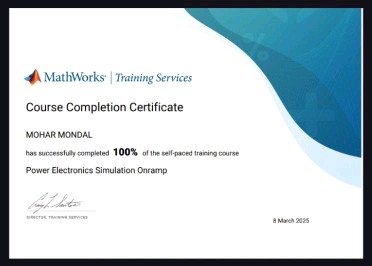 MathWorks® | Training Services
Course Completion Certificate
MOHAR MONDAL
has successfully completed 100% of the self-paced training course
Power Electronics Simulation Onramp
DIRECTOR, TRAINING SERVICES
8 March 2025